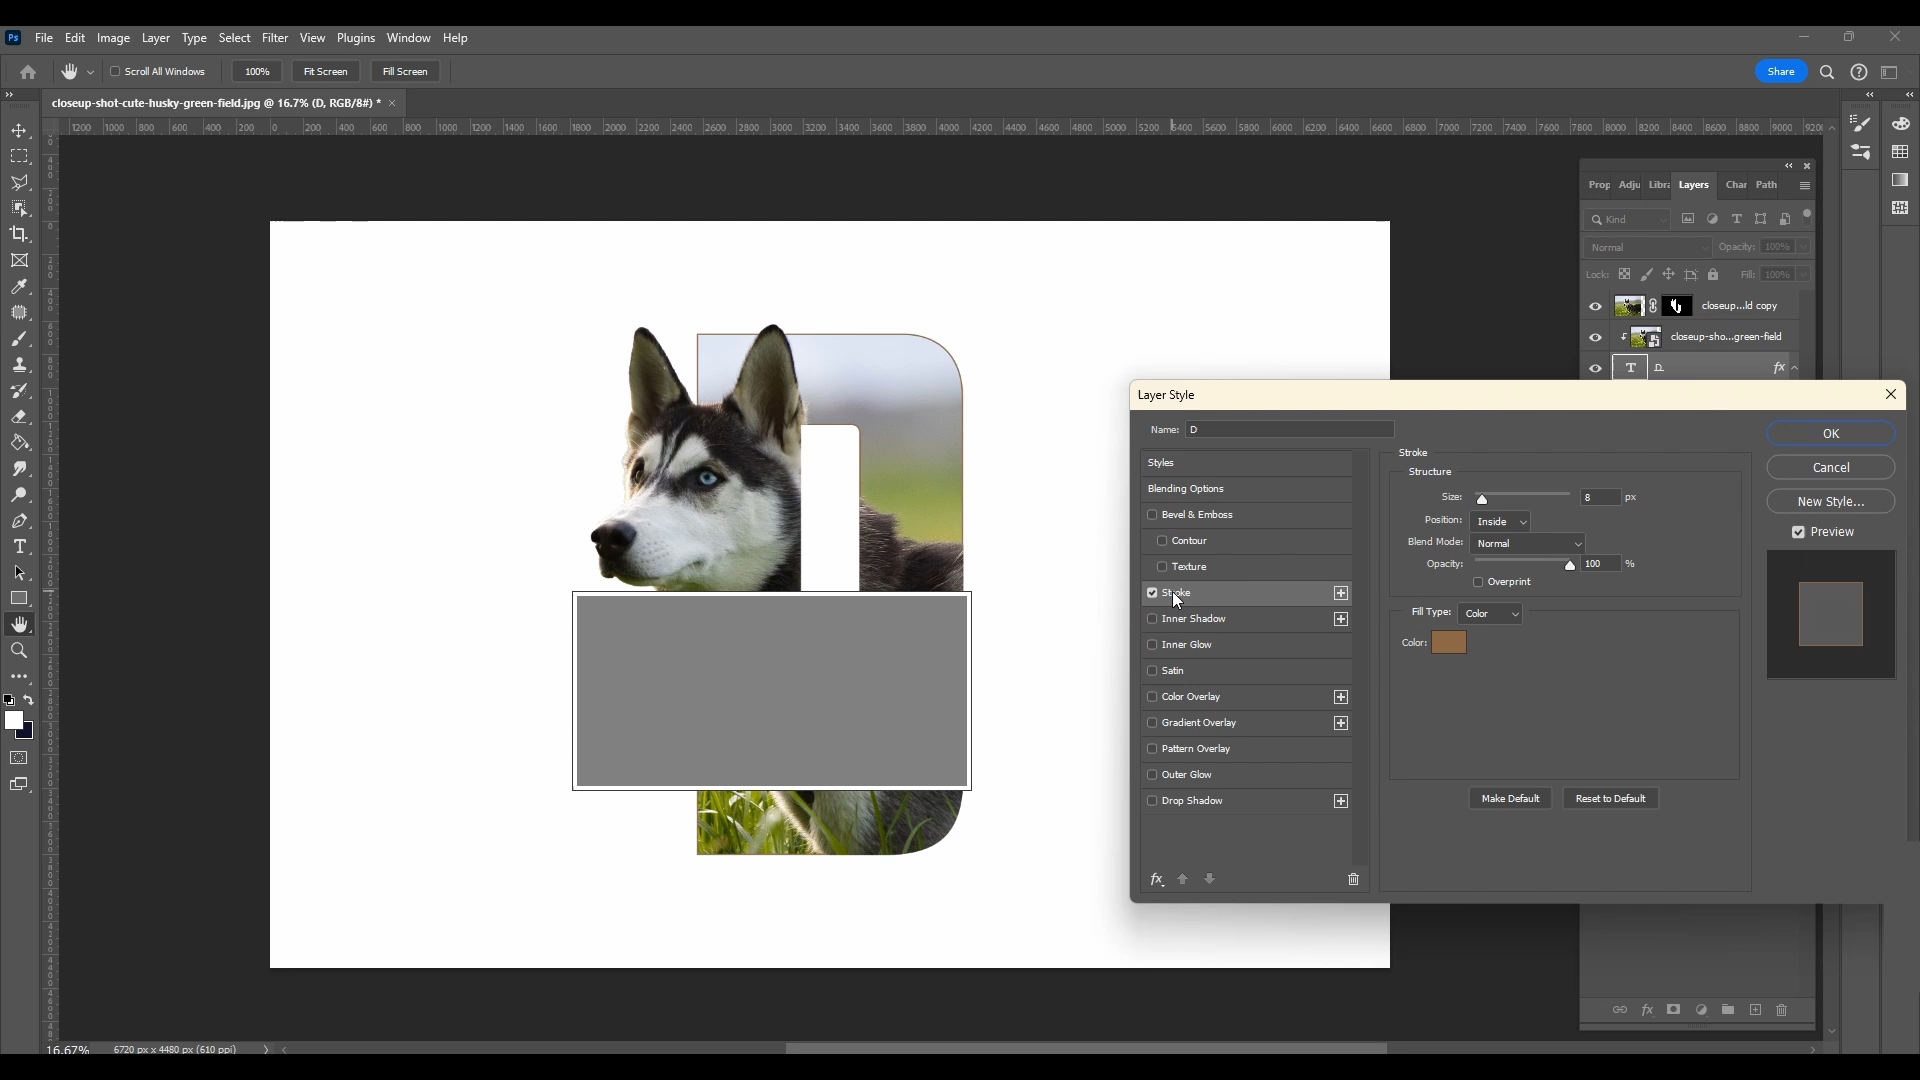 Ps File Edit Image Layer Type Select Filter View Plugins Window Help
Scroll All Windows 100% Fit Screen Fill Screen Share
closeup-shot-cute-husky-green-field.jpg @ 16.7% (D, RGB/8#) * ×
1200 1000 800 600 400 200 0 200 400 600 800 1000 1200 1400 1600 1800 2000 2200 2400 2600 2800 3000 3200 3400 3600 3800 4000 4200 4400 4600 4800 5000 5200 5400 5600 5800 6000 6200 6400 6600 6800 7000 7200 7400 7600 7800 8000 8200 8400 8600 8800 9000 920
Prop Adju Libra Layers Char Path
Kind
Normal Opacity: 100%
Lock: Fill: 100%
closeup...ld copy
closeup-sho...green-field
T D fx
Layer Style
Name: D
Styles
Blending Options
Bevel & Emboss
Contour
Texture
Stroke
Inner Shadow
Inner Glow
Satin
Color Overlay
Gradient Overlay
Pattern Overlay
Outer Glow
Drop Shadow
fx
Stroke
Structure
Size: 8 px
Position: Inside
Blend Mode: Normal
Opacity: 100 %
Overprint
Fill Type: Color
Color:
Make Default Reset to Default
OK
Cancel
New Style...
Preview
fx
16.67% 6720 px x 4480 px (610 ppi)